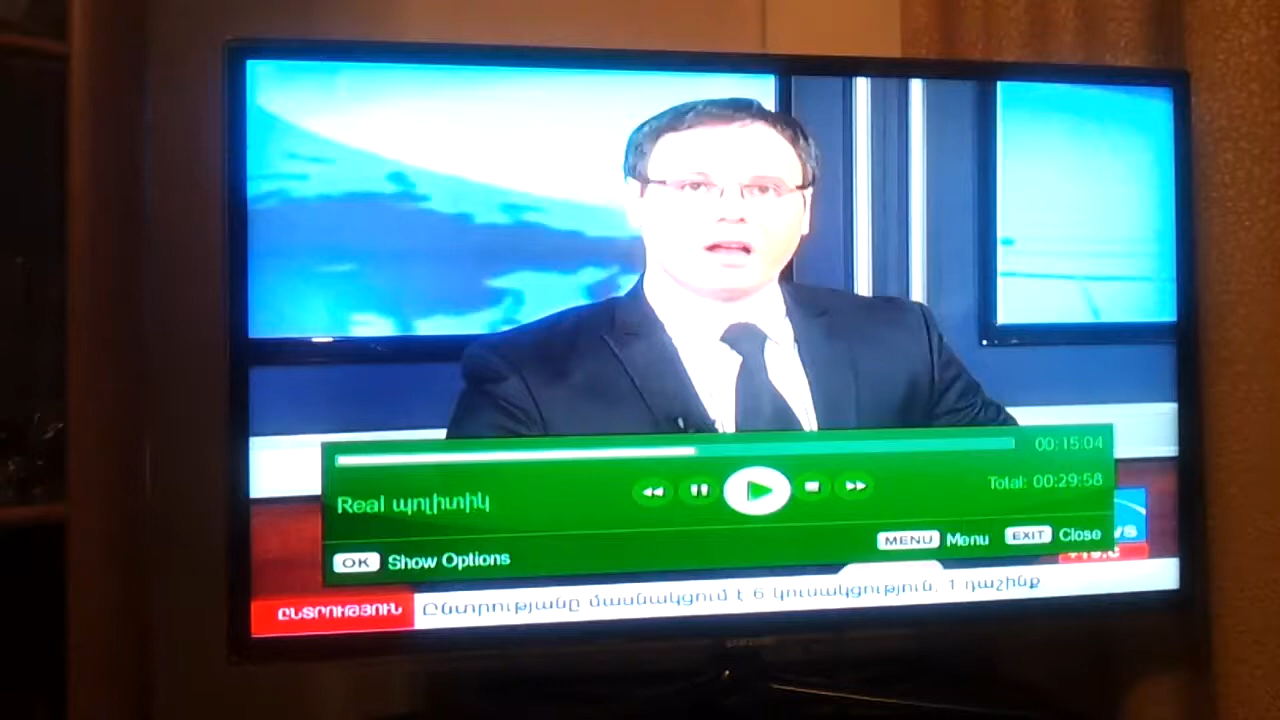 00:15:04
Real պոլիտիկ
Total: 00:29:58
MENU Menu EXIT Close
OK Show Options
ԸՆՏՐՈՒԹՅՈՒՆ Ընտրությանը մասնակցում է 6 կուսակցություն, 1 դաշինք
SAMSUNG